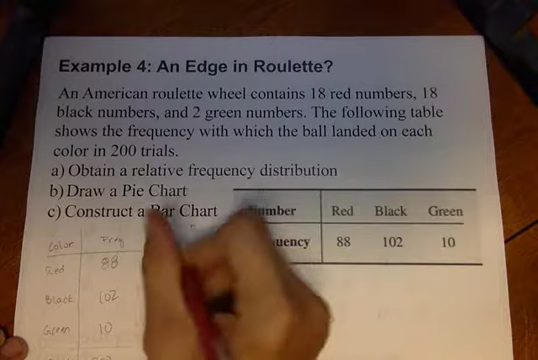 Example 4: An Edge in Roulette?
An American roulette wheel contains 18 red numbers, 18
black numbers, and 2 green numbers. The following table
shows the frequency with which the ball landed on each
color in 200 trials.
a) Obtain a relative frequency distribution
b) Draw a Pie Chart
c) Construct a Bar Chart
Number Red Black Green
88 102 10
Color Freq
Red 88
Black 102
Green 10